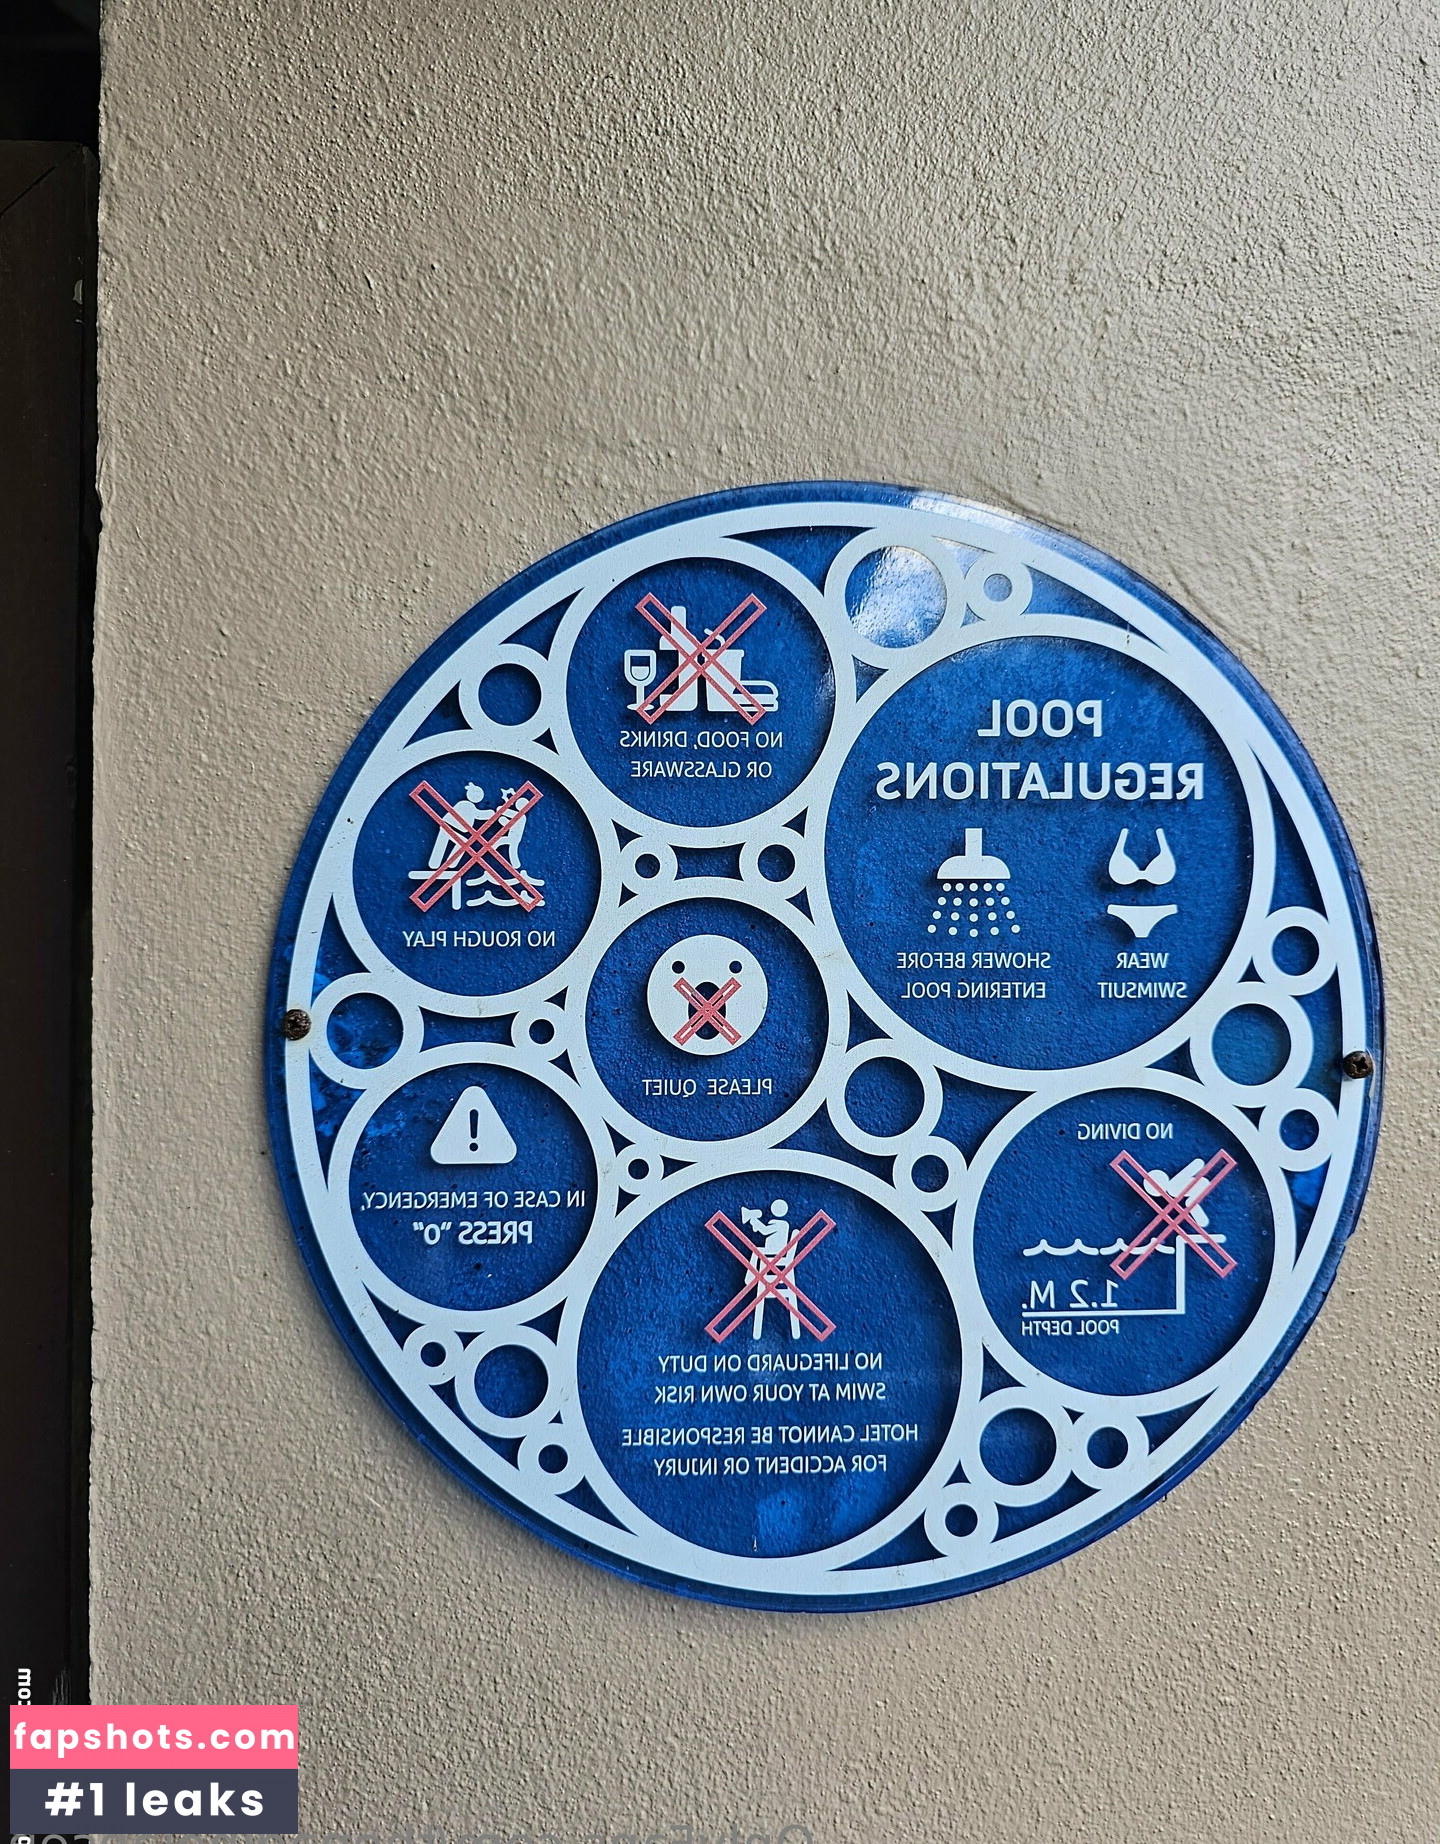 POOL
REGULATIONS
WEAR
SWIMSUIT
SHOWER BEFORE
ENTERING POOL
NO FOOD, DRINKS
OR GLASSWARE
NO ROUGH PLAY
PLEASE QUIET
IN CASE OF EMERGENCY,
PRESS "0"
NO DIVING
1.2 M.
POOL DEPTH
NO LIFEGUARD ON DUTY
SWIM AT YOUR OWN RISK
HOTEL CANNOT BE RESPONSIBLE
FOR ACCIDENT OR INJURY
.com
fapshots.com
#1 leaks